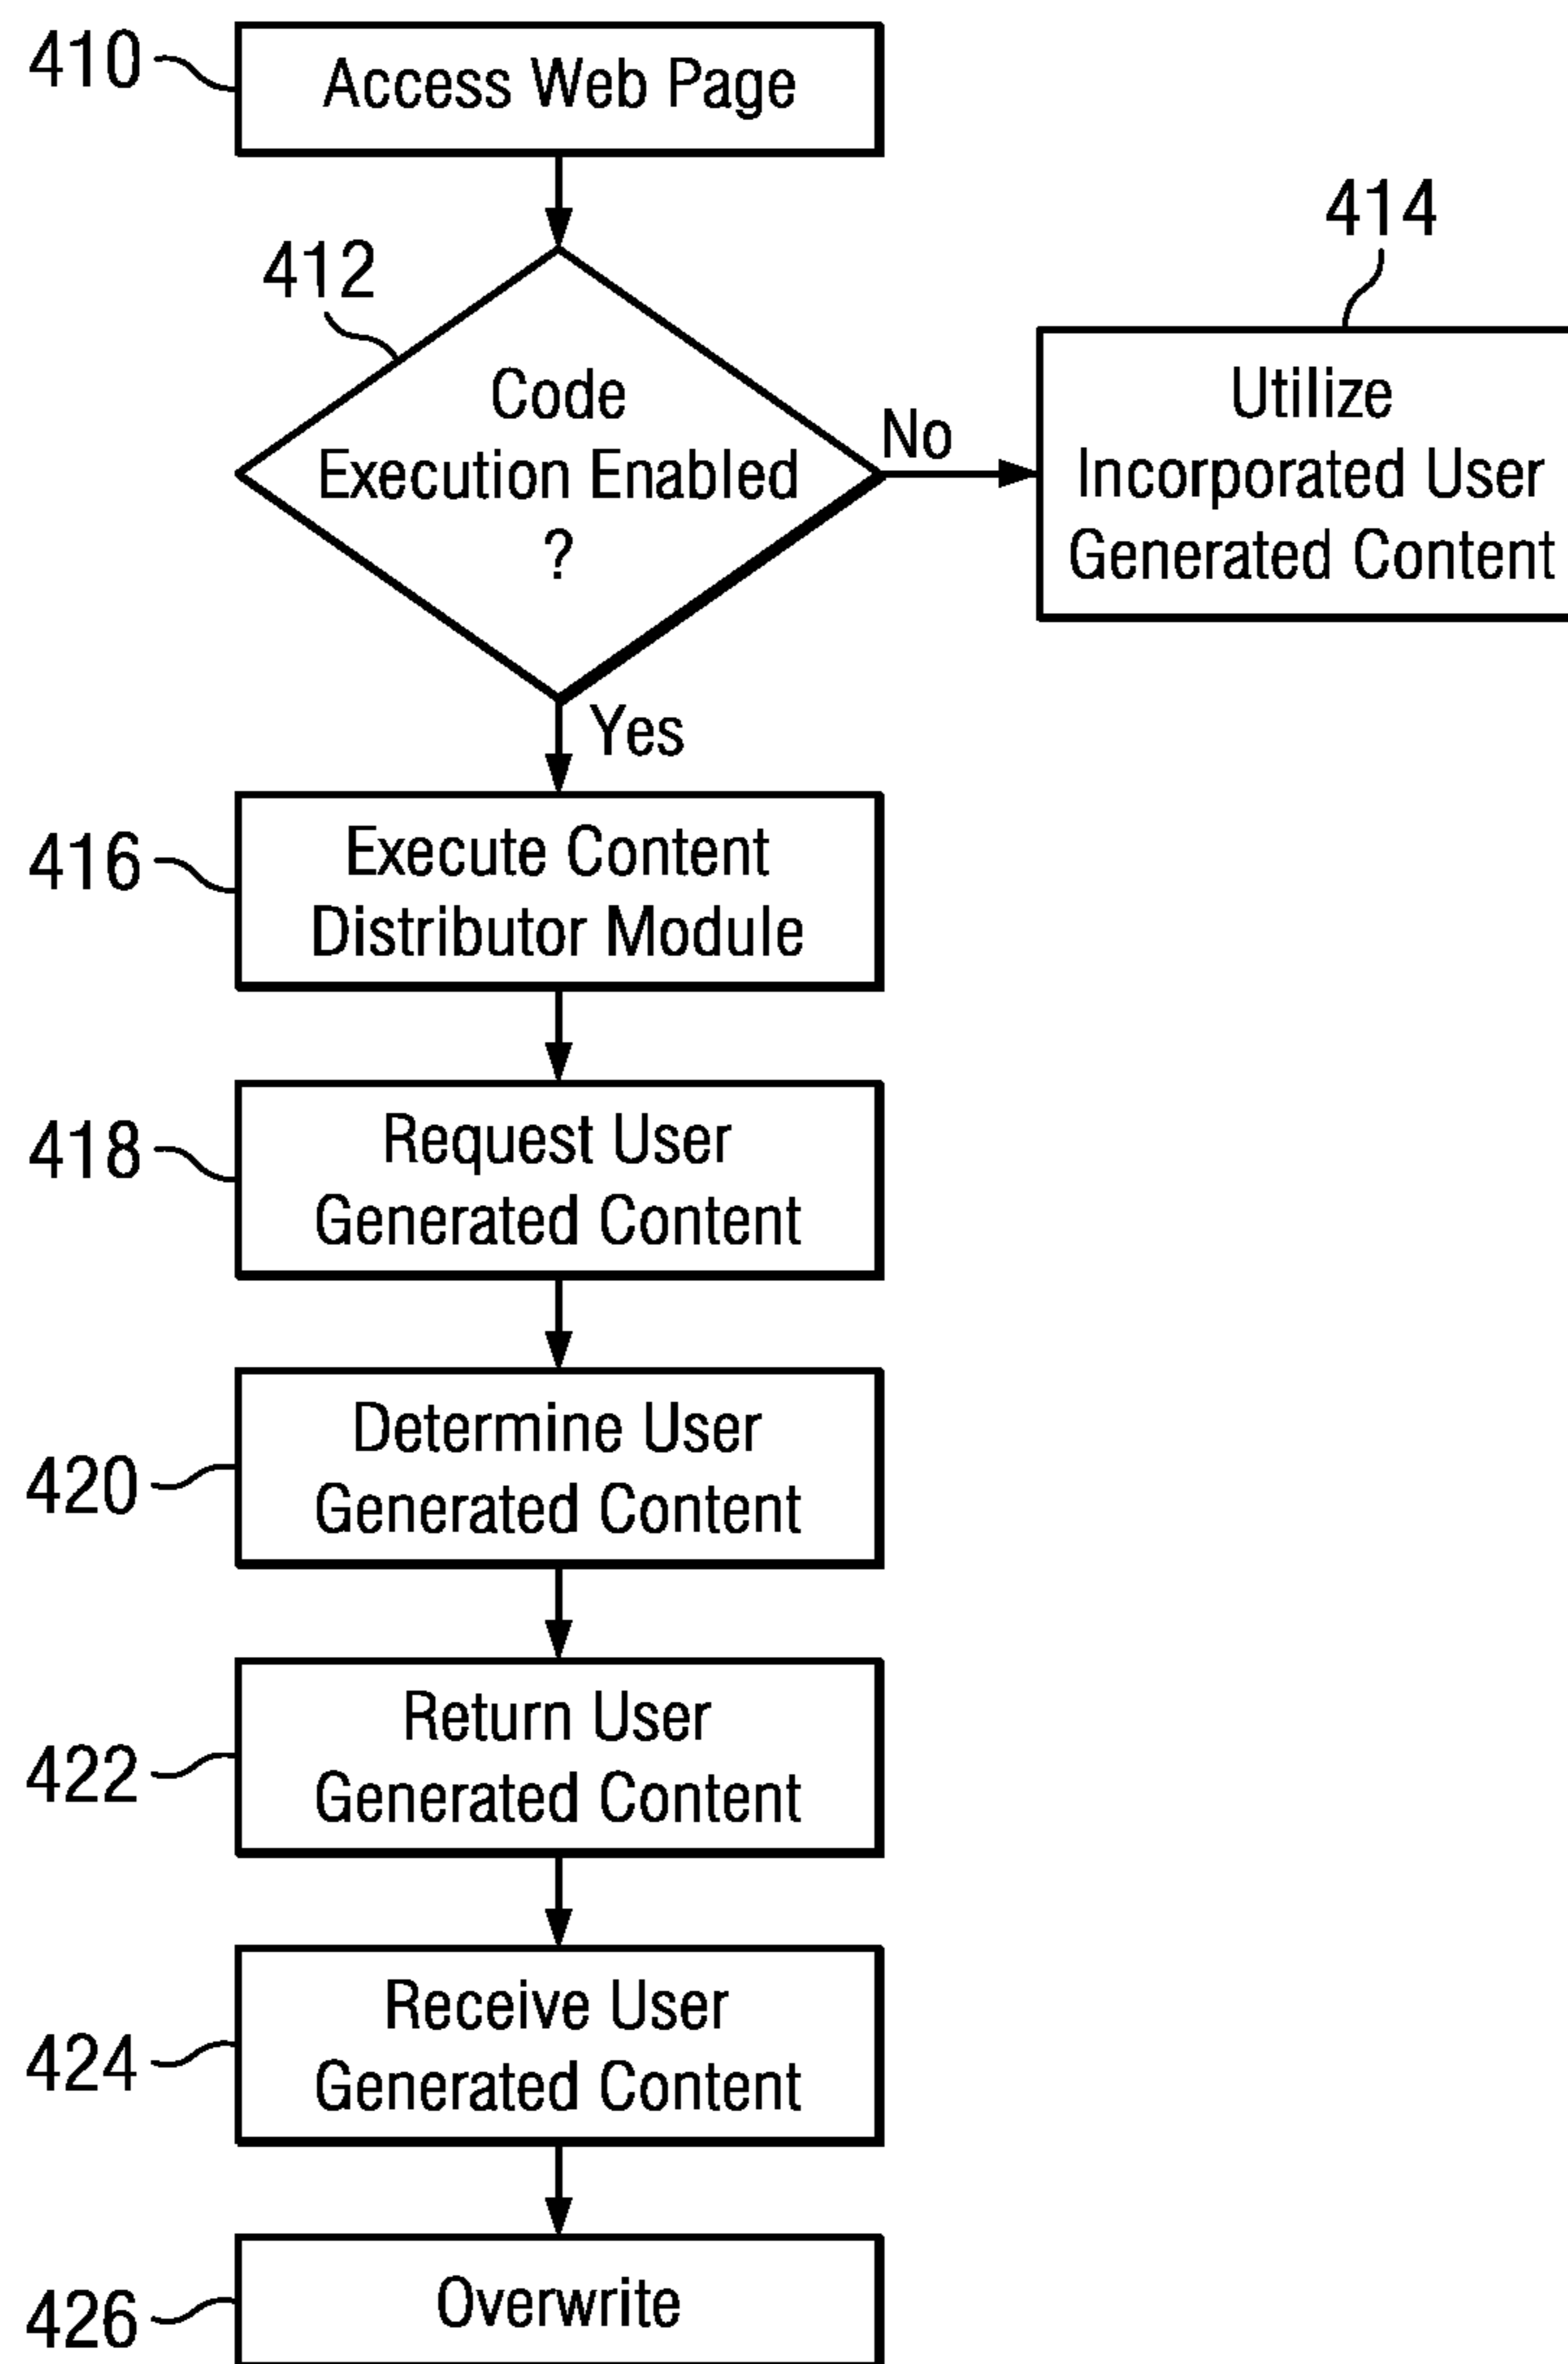 410
Access Web Page
414
412
Code
Execution Enabled
?
No
Utilize
Incorporated User
Generated Content
Yes
416
Execute Content
Distributor Module
418
Request User
Generated Content
420
Determine User
Generated Content
422
Return User
Generated Content
424
Receive User
Generated Content
426
Overwrite